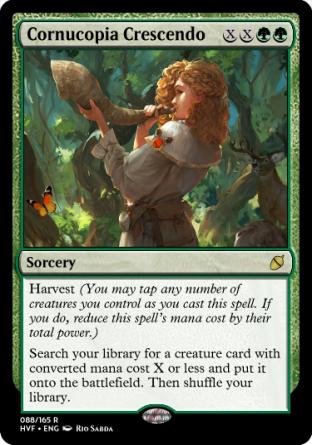 Cornucopia Crescendo XXGG
Sorcery
Harvest (You may tap any number of
creatures you control as you cast this spell. If
you do, reduce this spell's mana cost by their
total power.)
Search your library for a creature card with
converted mana cost X or less and put it
onto the battlefield. Then shuffle your
library.
088/165 R
HVF • ENG Rio Sabda